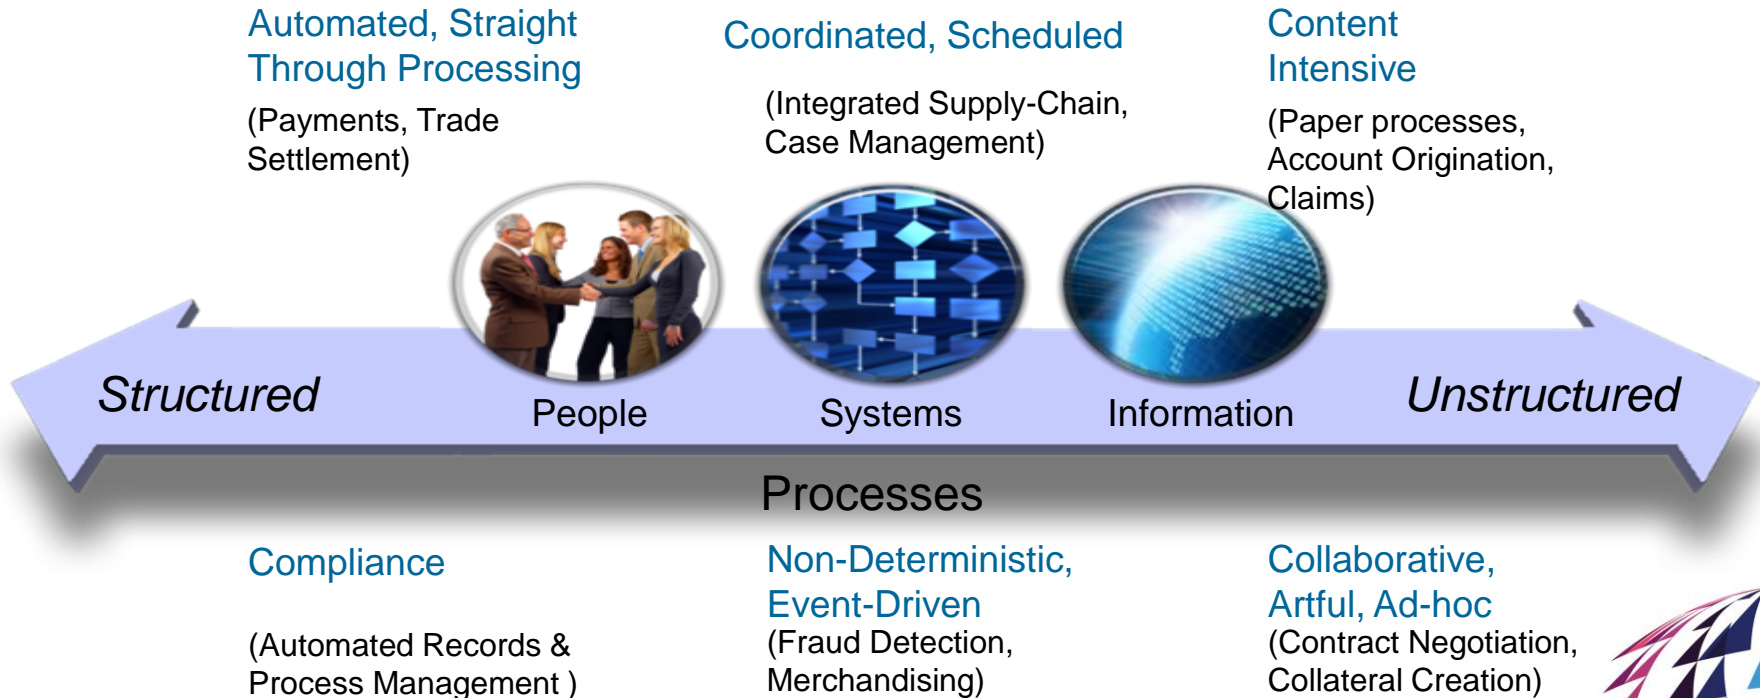 Automated, Straight
Through Processing
(Payments, Trade
Settlement)
Coordinated, Scheduled
(Integrated Supply-Chain,
Case Management)
Content
Intensive
(Paper processes,
Account Origination,
Claims)
Structured
People
Systems
Information
Unstructured
Processes
Compliance
(Automated Records &
Process Management )
Non-Deterministic,
Event-Driven
(Fraud Detection,
Merchandising)
Collaborative,
Artful, Ad-hoc
(Contract Negotiation,
Collateral Creation)